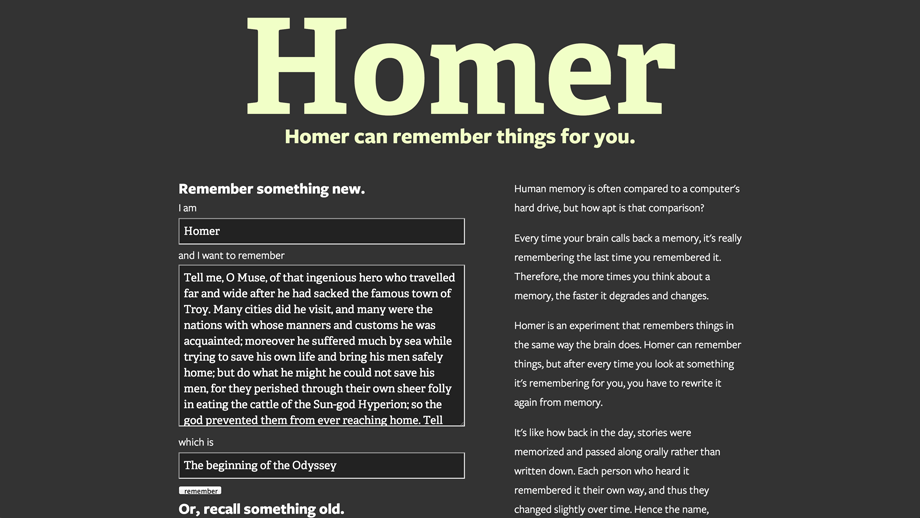 Homer
Homer can remember things for you.
Remember something new.
I am
Homer
and I want to remember
Tell me, O Muse, of that ingenious hero who travelled
far and wide after he had sacked the famous town of
Troy. Many cities did he visit, and many were the
nations with whose manners and customs he was
acquainted; moreover he suffered much by sea while
trying to save his own life and bring his men safely
home; but do what he might he could not save his
men, for they perished through their own sheer folly
in eating the cattle of the Sun-god Hyperion; so the
god prevented them from ever reaching home. Tell
which is
The beginning of the Odyssey
remember
Or, recall something old.
Human memory is often compared to a computer's
hard drive, but how apt is that comparison?
Every time your brain calls back a memory, it's really
remembering the last time you remembered it.
Therefore, the more times you think about a
memory, the faster it degrades and changes.
Homer is an experiment that remembers things in
the same way the brain does. Homer can remember
things, but after every time you look at something
it's remembering for you, you have to rewrite it
again from memory.
It's like how back in the day, stories were
memorized and passed along orally rather than
written down. Each person who heard it
remembered it their own way, and thus they
changed slightly over time. Hence the name,